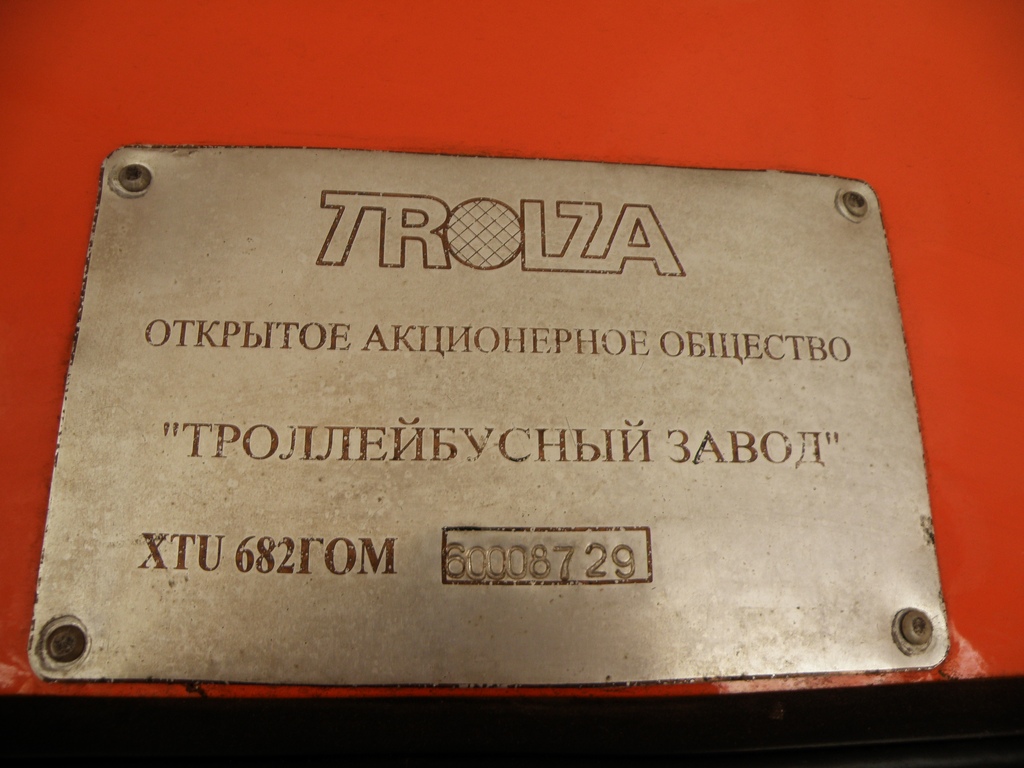 TROLZA
ОТКРЫТОЕ АКЦИОНЕРНОЕ ОБЩЕСТВО
"ТРОЛЛЕЙБУСНЫЙ ЗАВОД"
XTU 682ГОМ 60008729